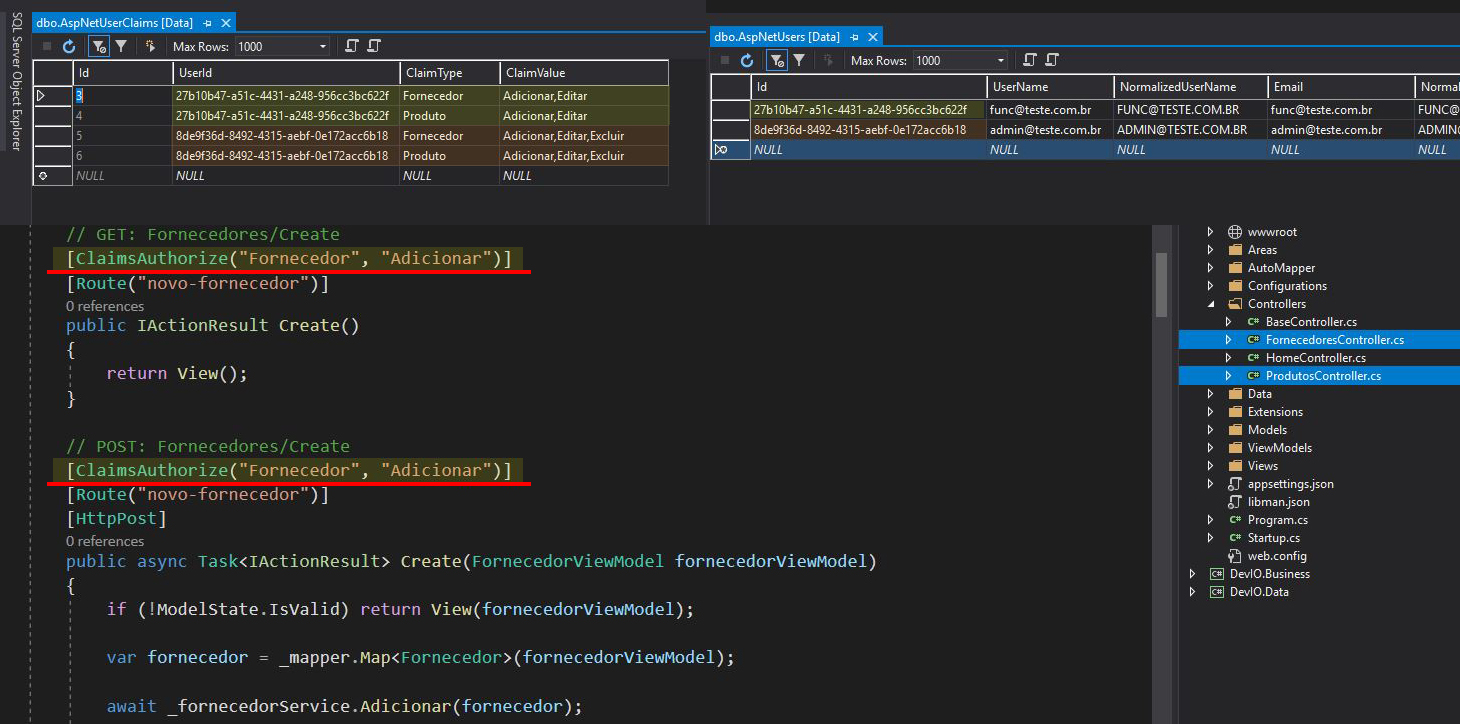 SQL Server Object Explorer
dbo.AspNetUserClaims [Data]
Max Rows: 1000
Id UserId ClaimType ClaimValue
3 27b10b47-a51c-4431-a248-956cc3bc622f Fornecedor Adicionar,Editar
4 27b10b47-a51c-4431-a248-956cc3bc622f Produto Adicionar,Editar
5 8de9f36d-8492-4315-aebf-0e172acc6b18 Fornecedor Adicionar,Editar,Excluir
6 8de9f36d-8492-4315-aebf-0e172acc6b18 Produto Adicionar,Editar,Excluir
NULL NULL NULL NULL
dbo.AspNetUsers [Data]
Max Rows: 1000
Id UserName NormalizedUserName Email Normal
27b10b47-a51c-4431-a248-956cc3bc622f func@teste.com.br FUNC@TESTE.COM.BR func@teste.com.br FUNC@
8de9f36d-8492-4315-aebf-0e172acc6b18 admin@teste.com.br ADMIN@TESTE.COM.BR admin@teste.com.br ADMIN
NULL NULL NULL NULL NULL
// GET: Fornecedores/Create
[ClaimsAuthorize("Fornecedor", "Adicionar")]
[Route("novo-fornecedor")]
0 references
public IActionResult Create()
{
return View();
}
// POST: Fornecedores/Create
[ClaimsAuthorize("Fornecedor", "Adicionar")]
[Route("novo-fornecedor")]
[HttpPost]
0 references
public async Task<IActionResult> Create(FornecedorViewModel fornecedorViewModel)
{
if (!ModelState.IsValid) return View(fornecedorViewModel);
var fornecedor = _mapper.Map<Fornecedor>(fornecedorViewModel);
await _fornecedorService.Adicionar(fornecedor);
wwwroot
Areas
AutoMapper
Configurations
Controllers
C# BaseController.cs
C# FornecedoresController.cs
C# HomeController.cs
C# ProdutosController.cs
Data
Extensions
Models
ViewModels
Views
appsettings.json
libman.json
C# Program.cs
C# Startup.cs
web.config
C# DevIO.Business
C# DevIO.Data